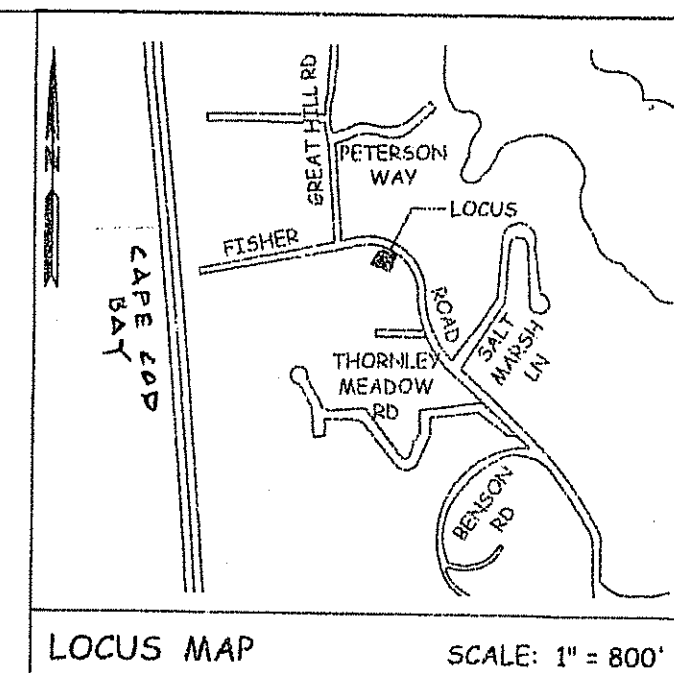 N
GREAT HILL RD
PETERSON
WAY
LOCUS
FISHER
ROAD
CAPE COD
BAY
SALT
MARSH
LN
THORNLEY
MEADOW
RD
BENSON
RD
LOCUS MAP
SCALE: 1" = 800'